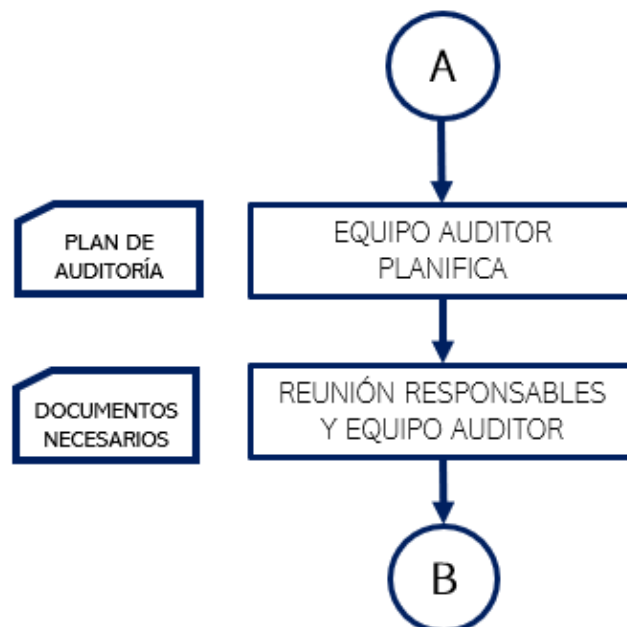 A
PLAN DE
AUDITORÍA
EQUIPO AUDITOR
PLANIFICA
DOCUMENTOS
NECESARIOS
REUNIÓN RESPONSABLES
Y EQUIPO AUDITOR
B